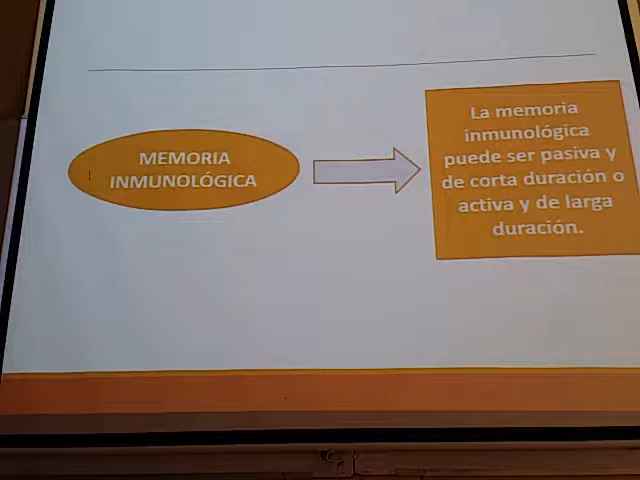 MEMORIA
INMUNOLÓGICA
La memoria
inmunológica
puede ser pasiva y
de corta duración o
activa y de larga
duración.